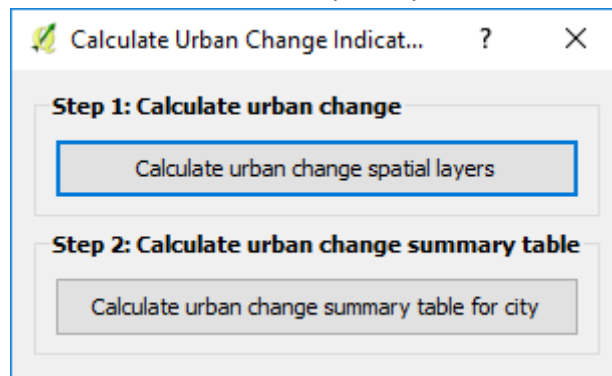 Calculate Urban Change Indicat... ? ×
Step 1: Calculate urban change
Calculate urban change spatial layers
Step 2: Calculate urban change summary table
Calculate urban change summary table for city